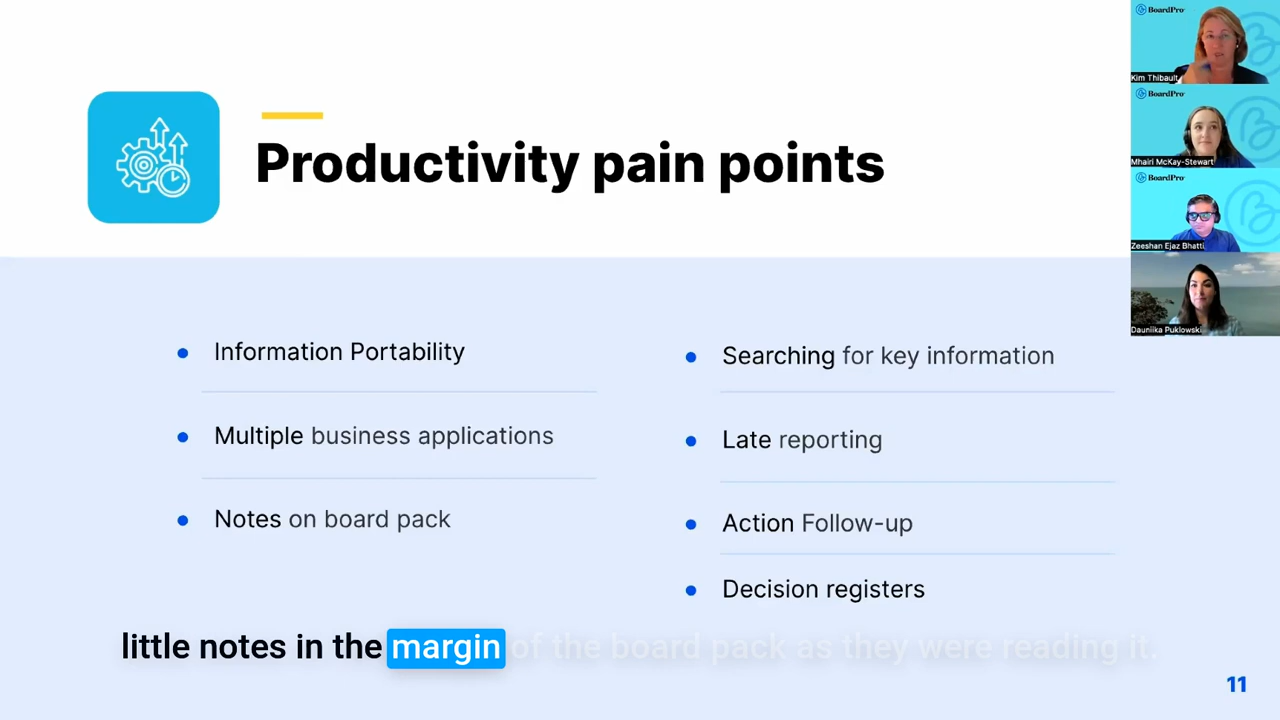 Productivity pain points
Information Portability
Multiple business applications
Notes on board pack
Searching for key information
Late reporting
Action Follow-up
Decision registers
little notes in the margin of the board pack as they were reading it.
11
BoardPro
Kim Thibault
BoardPro
Mhairi McKay-Stewart
BoardPro
Zeeshan Ejaz Bhatti
Dauniika Puklowski